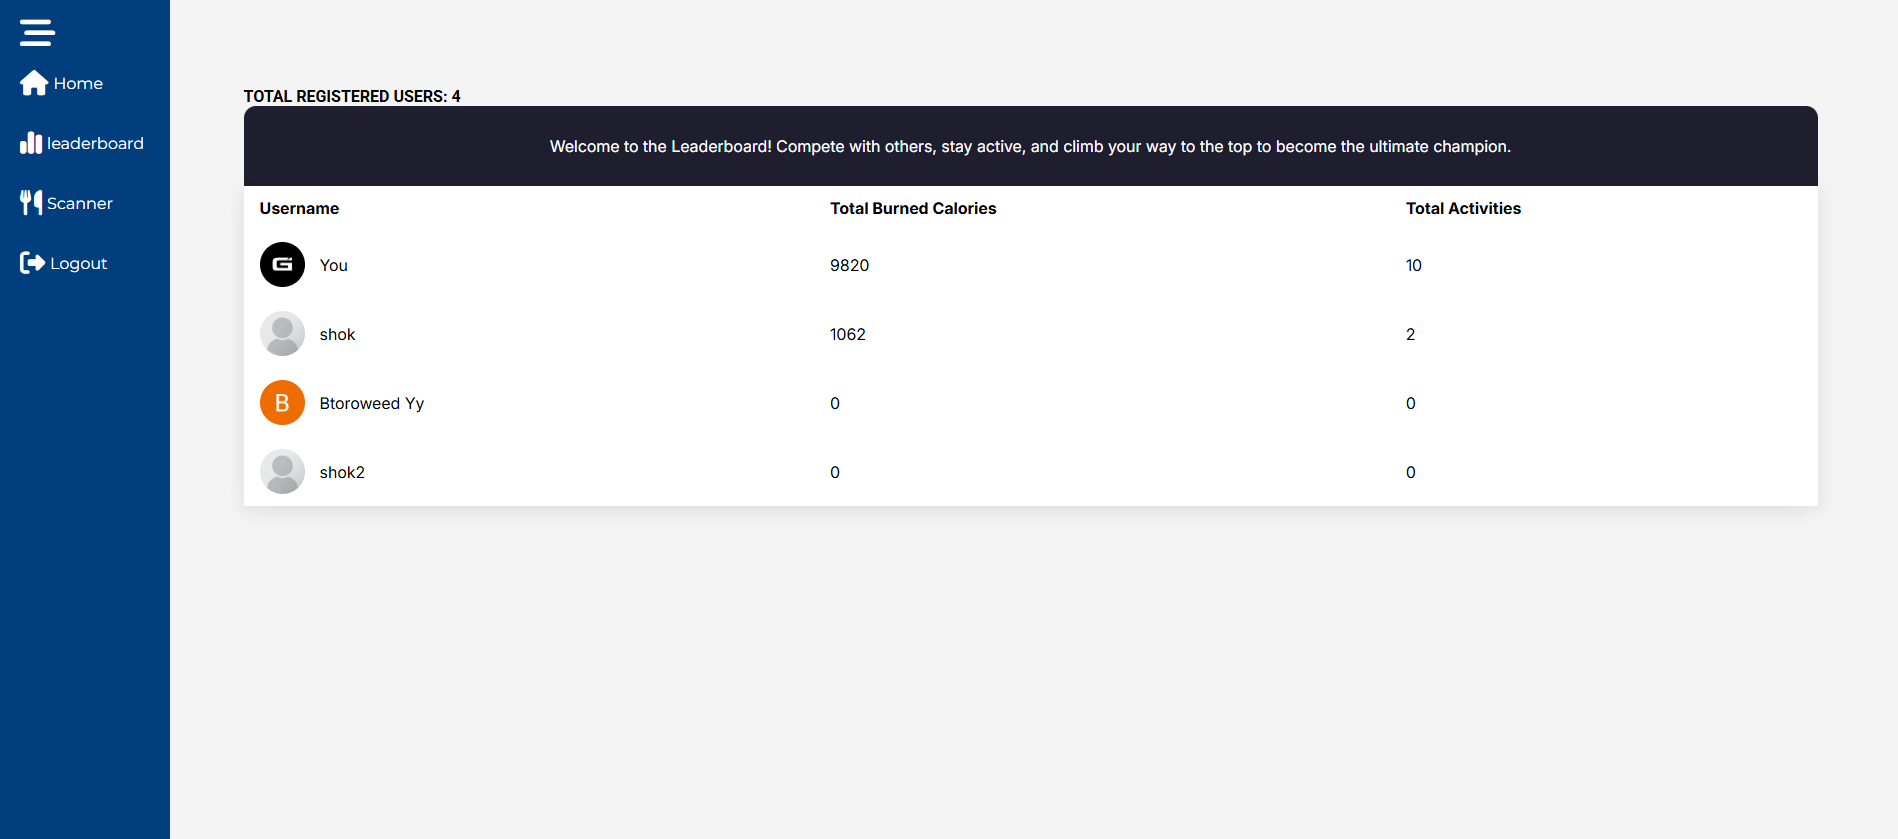 Home
leaderboard
Scanner
Logout
TOTAL REGISTERED USERS: 4
Welcome to the Leaderboard! Compete with others, stay active, and climb your way to the top to become the ultimate champion.
Username Total Burned Calories Total Activities
G You 9820 10
shok 1062 2
B Btoroweed Yy 0 0
shok2 0 0